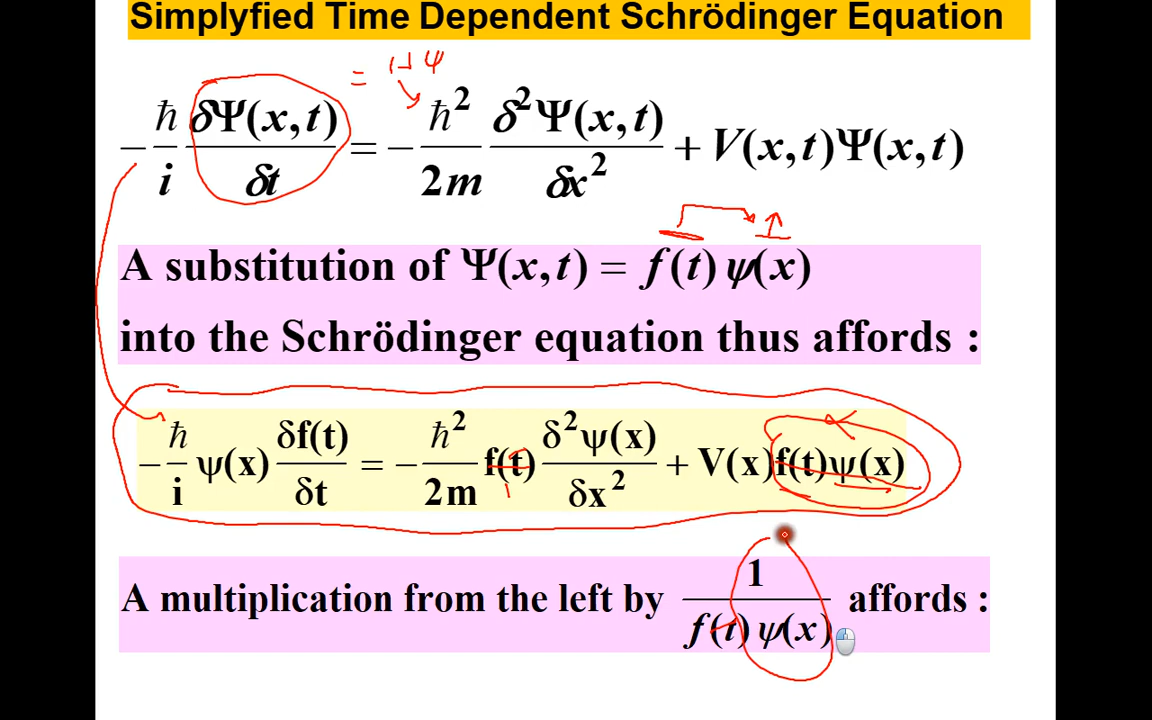 Simplyfied Time Dependent Schrödinger Equation
= HΨ
-ħ/i δΨ(x,t)/δt = -ħ²/2m δ²Ψ(x,t)/δx² + V(x,t)Ψ(x,t)
A substitution of Ψ(x,t) = f(t)ψ(x)
into the Schrödinger equation thus affords :
-ħ/i ψ(x) δf(t)/δt = -ħ²/2m f(t) δ²ψ(x)/δx² + V(x)f(t)ψ(x)
A multiplication from the left by 1/f(t)ψ(x) affords :